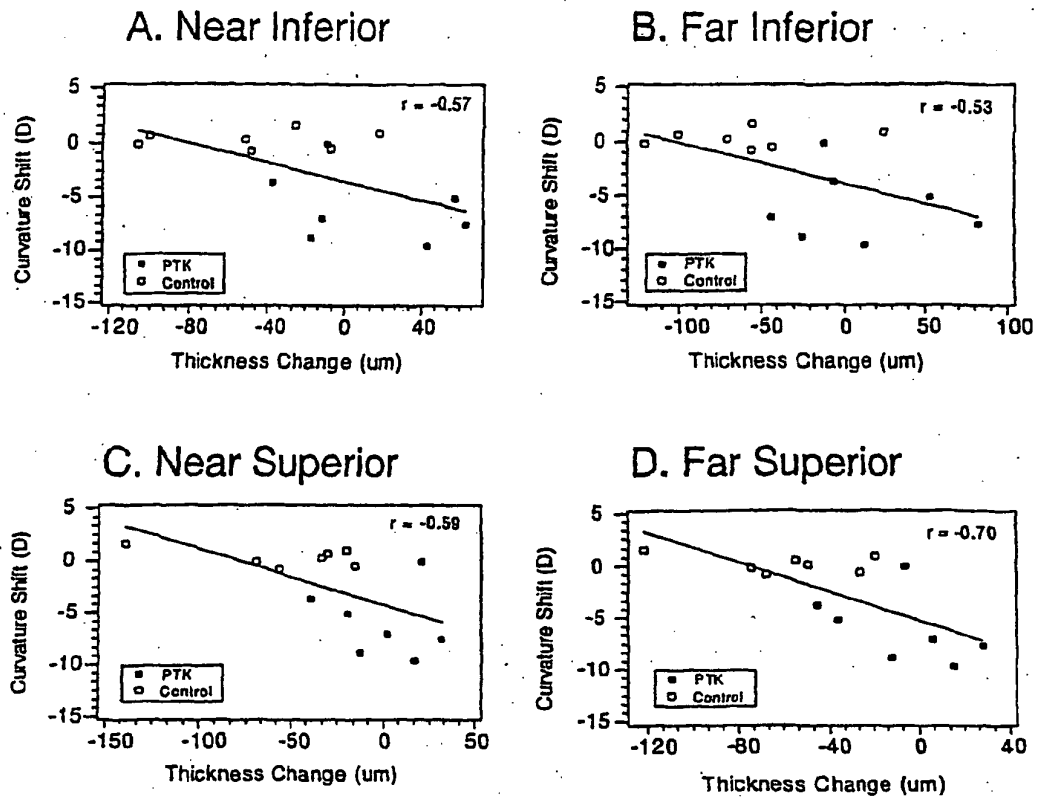 A. Near Inferior
B. Far Inferior
5
0
-5
-10
-15
Curvature Shift (D)
r = -0.57
PTK
Control
-120
-80
-40
0
40
Thickness Change (um)
5
0
-5
-10
-15
Curvature Shift (D)
r = -0.53
PTK
Control
-100
-50
0
50
100
Thickness Change (um)
C. Near Superior
D. Far Superior
5
0
-5
-10
-15
Curvature Shift (D)
r = -0.59
PTK
Control
-150
-100
-50
0
50
Thickness Change (um)
5
0
-5
-10
-15
Curvature Shift (D)
r = -0.70
PTK
Control
-120
-80
-40
0
40
Thickness Change (um)